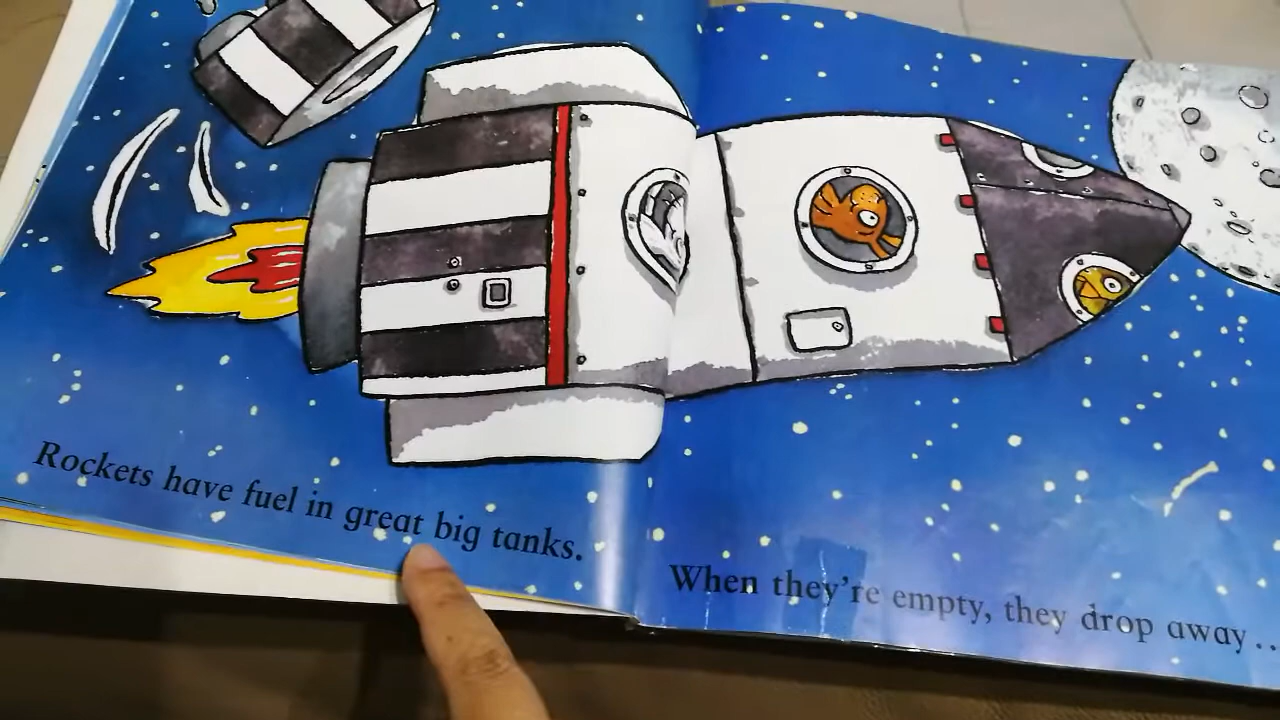 Rockets have fuel in great big tanks.
When they're empty, they drop away . .